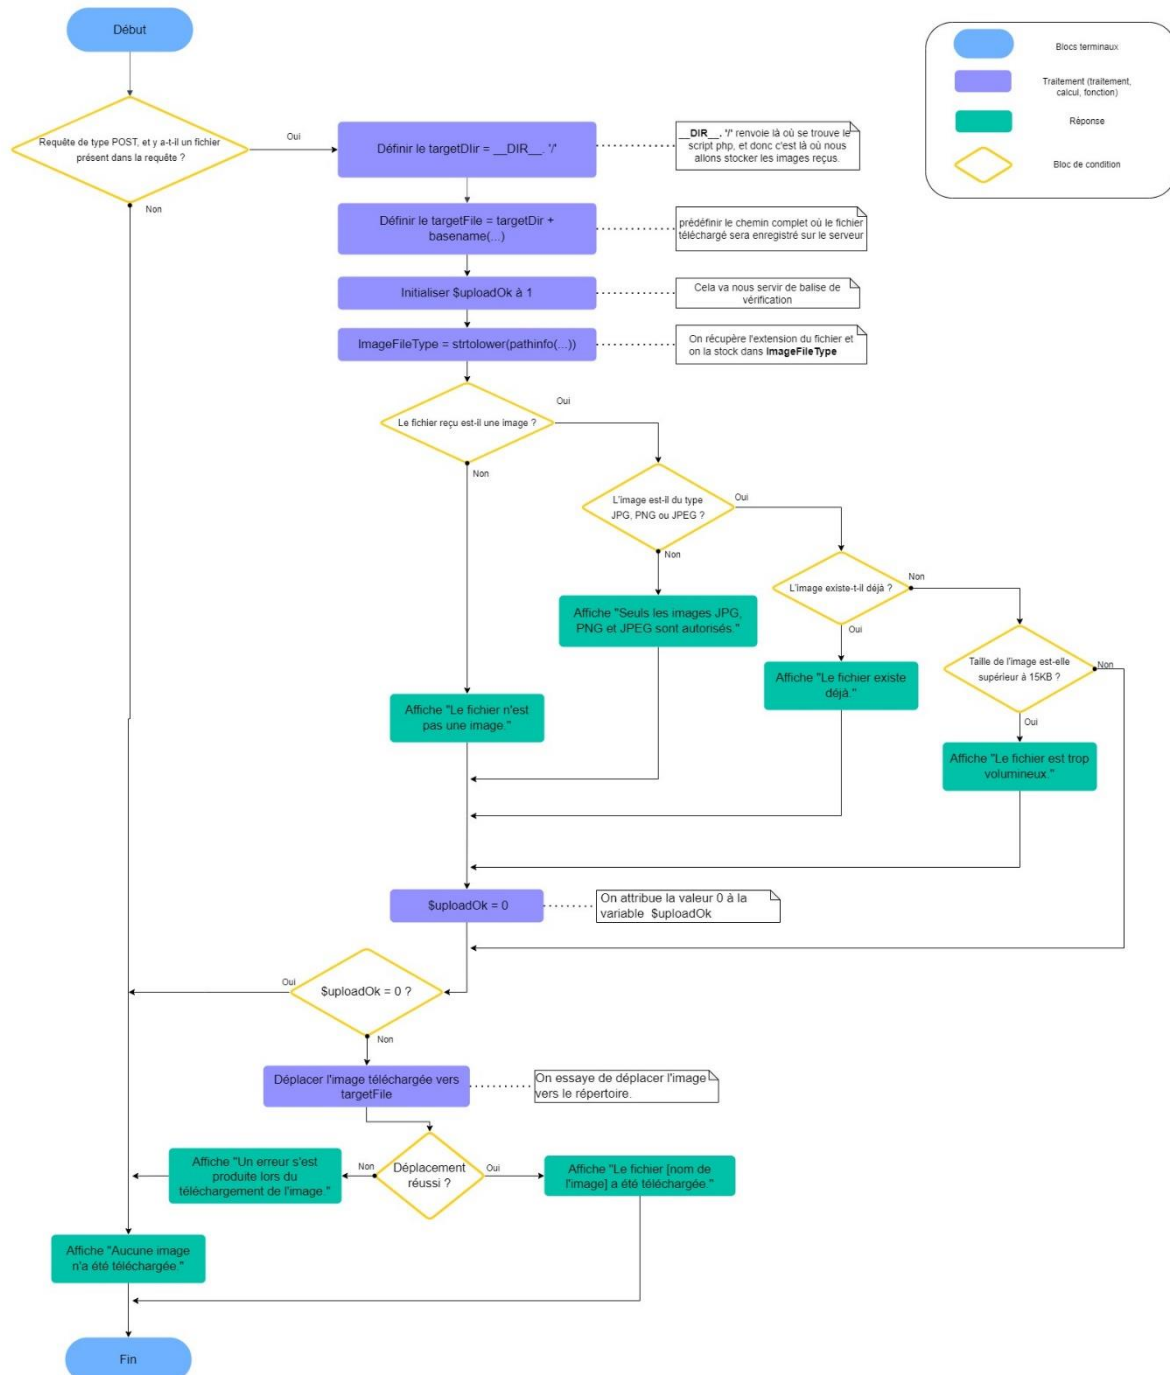 Début
Blocs terminaux
Traitement (traitement,
calcul, fonction)
Réponse
Bloc de condition
Requête de type POST, et y a-t-il un fichier
présent dans la requête ?
Oui
Non
Définir le targetDIir = __DIR__. '/'
__DIR__. '/' renvoie là où se trouve le
script php, et donc c'est là où nous
allons stocker les images reçus.
Définir le targetFile = targetDir +
basename(...)
prédéfinir le chemin complet où le fichier
téléchargé sera enregistré sur le serveur
Initialiser $uploadOk à 1
Cela va nous servir de balise de
vérification
ImageFileType = strtolower(pathinfo(...))
On récupère l'extension du fichier et
on la stock dans ImageFileType
Le fichier reçu est-il une image ?
Oui
Non
L'image est-il du type
JPG, PNG ou JPEG ?
Oui
Non
L'image existe-t-il déjà ?
Non
Oui
Affiche "Seuls les images JPG,
PNG et JPEG sont autorisés."
Taille de l'image est-elle
supérieur à 15KB ?
Non
Oui
Affiche "Le fichier existe
déjà."
Affiche "Le fichier n'est
pas une image."
Affiche "Le fichier est trop
volumineux."
$uploadOk = 0
On attribue la valeur 0 à la
variable $uploadOk
$uploadOk = 0 ?
Oui
Non
Déplacer l'image téléchargée vers
targetFile
On essaye de déplacer l'image
vers le répertoire.
Affiche "Un erreur s'est
produite lors du
téléchargement de l'image."
Non
Déplacement
réussi ?
Oui
Affiche "Le fichier [nom de
l'image] a été téléchargée."
Affiche "Aucune image
n'a été téléchargée."
Fin